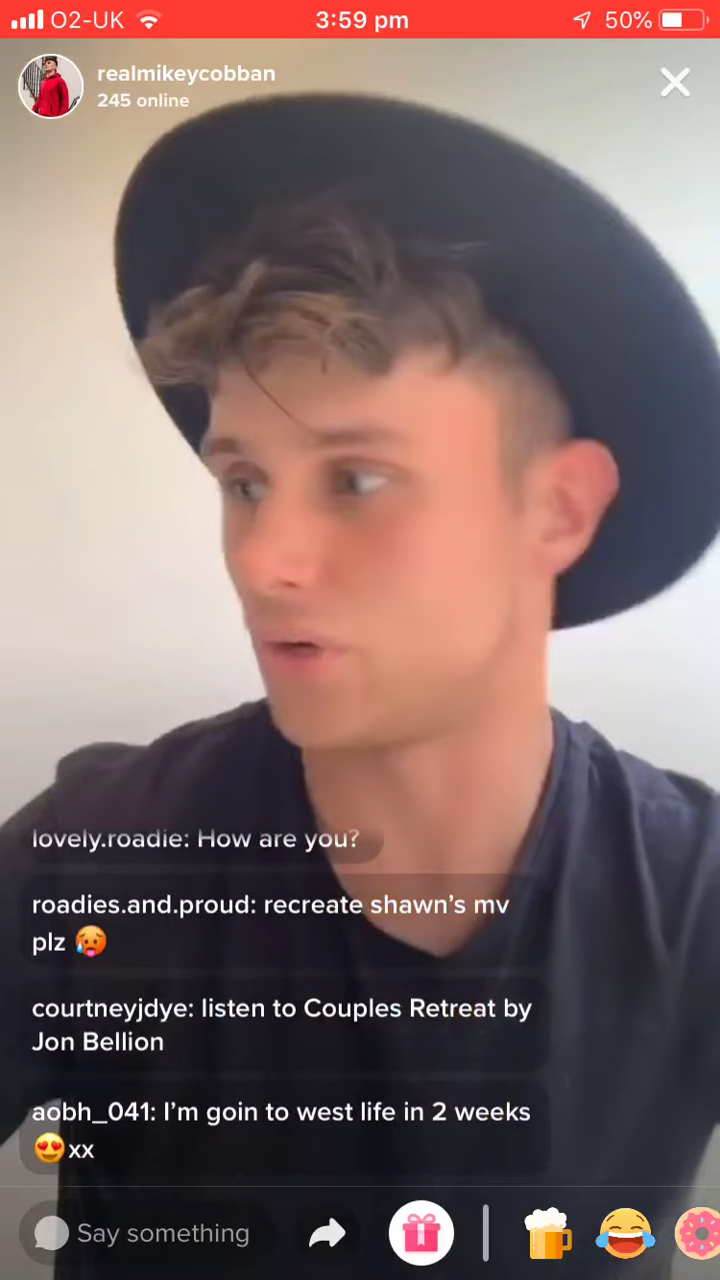 O2-UK 3:59 pm 50%
realmikeycobban
245 online
lovely.roadie: How are you?
roadies.and.proud: recreate shawn’s mv
plz 🥵
courtneyjdye: listen to Couples Retreat by
Jon Bellion
aobh_041: I’m goin to west life in 2 weeks
😍xx
Say something